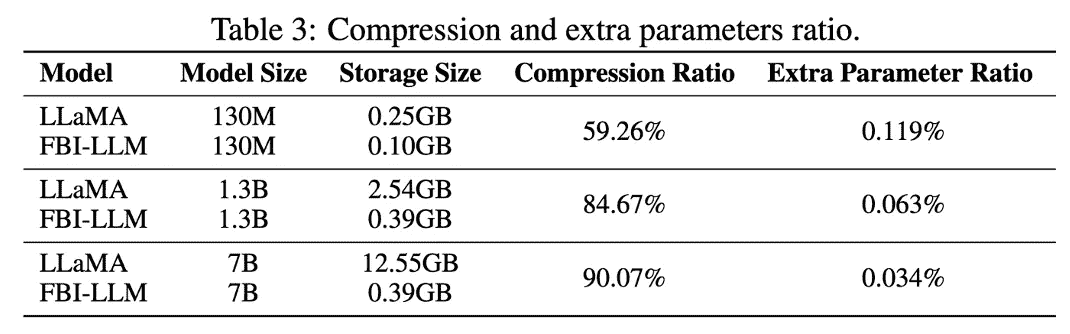 Table 3: Compression and extra parameters ratio.
Model Model Size Storage Size Compression Ratio Extra Parameter Ratio
LLaMA 130M 0.25GB
59.26% 0.119%
FBI-LLM 130M 0.10GB
LLaMA 1.3B 2.54GB
84.67% 0.063%
FBI-LLM 1.3B 0.39GB
LLaMA 7B 12.55GB
90.07% 0.034%
FBI-LLM 7B 0.39GB